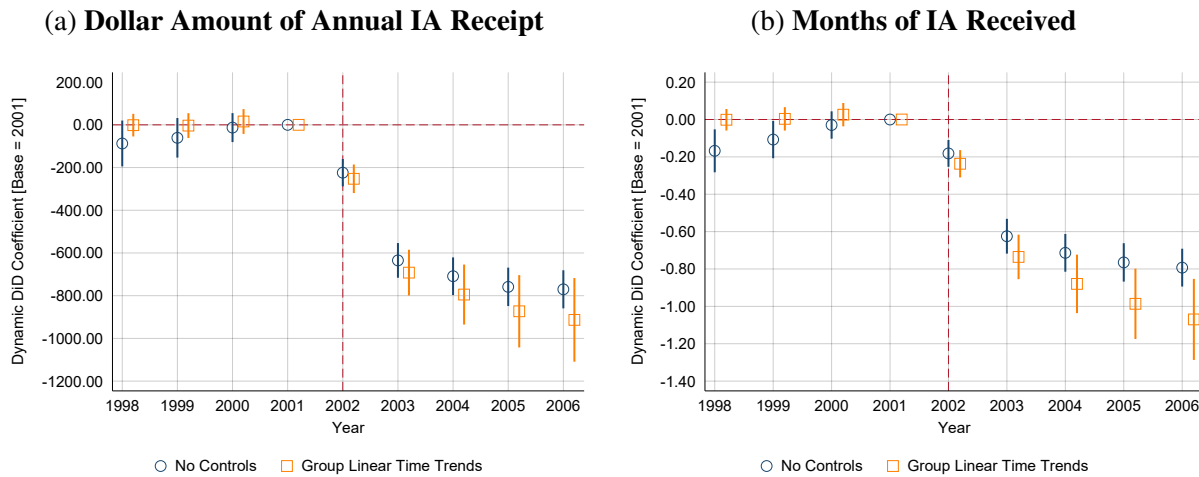 (a) Dollar Amount of Annual IA Receipt
Dynamic DiD Coefficient [Base = 2001]
200.00
0.00
-200.00
-400.00
-600.00
-800.00
-1000.00
-1200.00
1998 1999 2000 2001 2002 2003 2004 2005 2006
Year
No Controls Group Linear Time Trends
(b) Months of IA Received
Dynamic DiD Coefficient [Base = 2001]
0.20
0.00
-0.20
-0.40
-0.60
-0.80
-1.00
-1.20
-1.40
1998 1999 2000 2001 2002 2003 2004 2005 2006
Year
No Controls Group Linear Time Trends